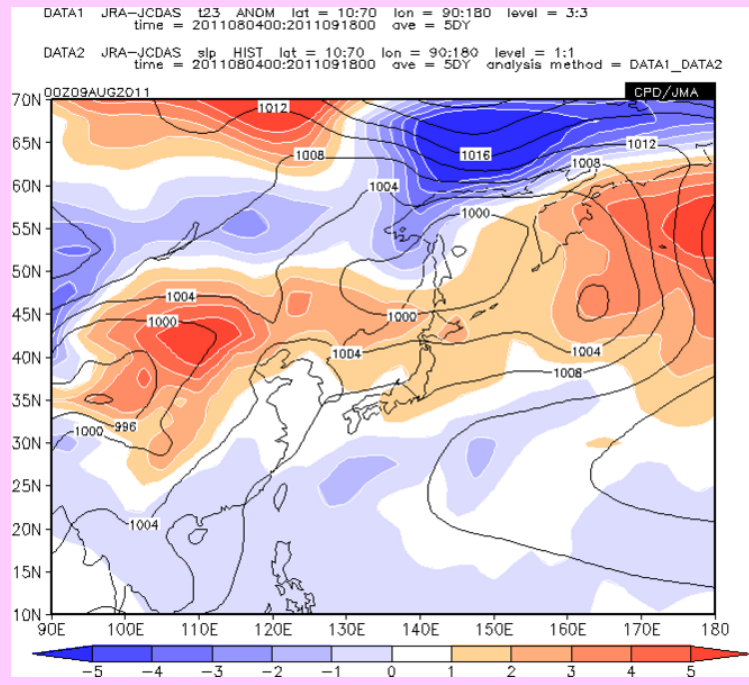 DATA1 JRA-JCDAS t23 ANOM lat = 10:70 lon = 90:180 level = 3:3
time = 2011080400:2011091800 ave = 5DY
DATA2 JRA-JCDAS slp HIST lat = 10:70 lon = 90:180 level = 1:1
time = 2011080400:2011091800 ave = 5DY analysis method = DATA1_DATA2
00Z09AUG2011 CPD/JMA
70N
1012
65N
1016
1012
1008
1008
60N
1004
55N
1000
50N
1004
45N
1000
1000
40N
1004
1004
1008
35N
996
30N
1000
25N
20N
1004
15N
10N
90E 100E 110E 120E 130E 140E 150E 160E 170E 180
-5 -4 -3 -2 -1 0 1 2 3 4 5